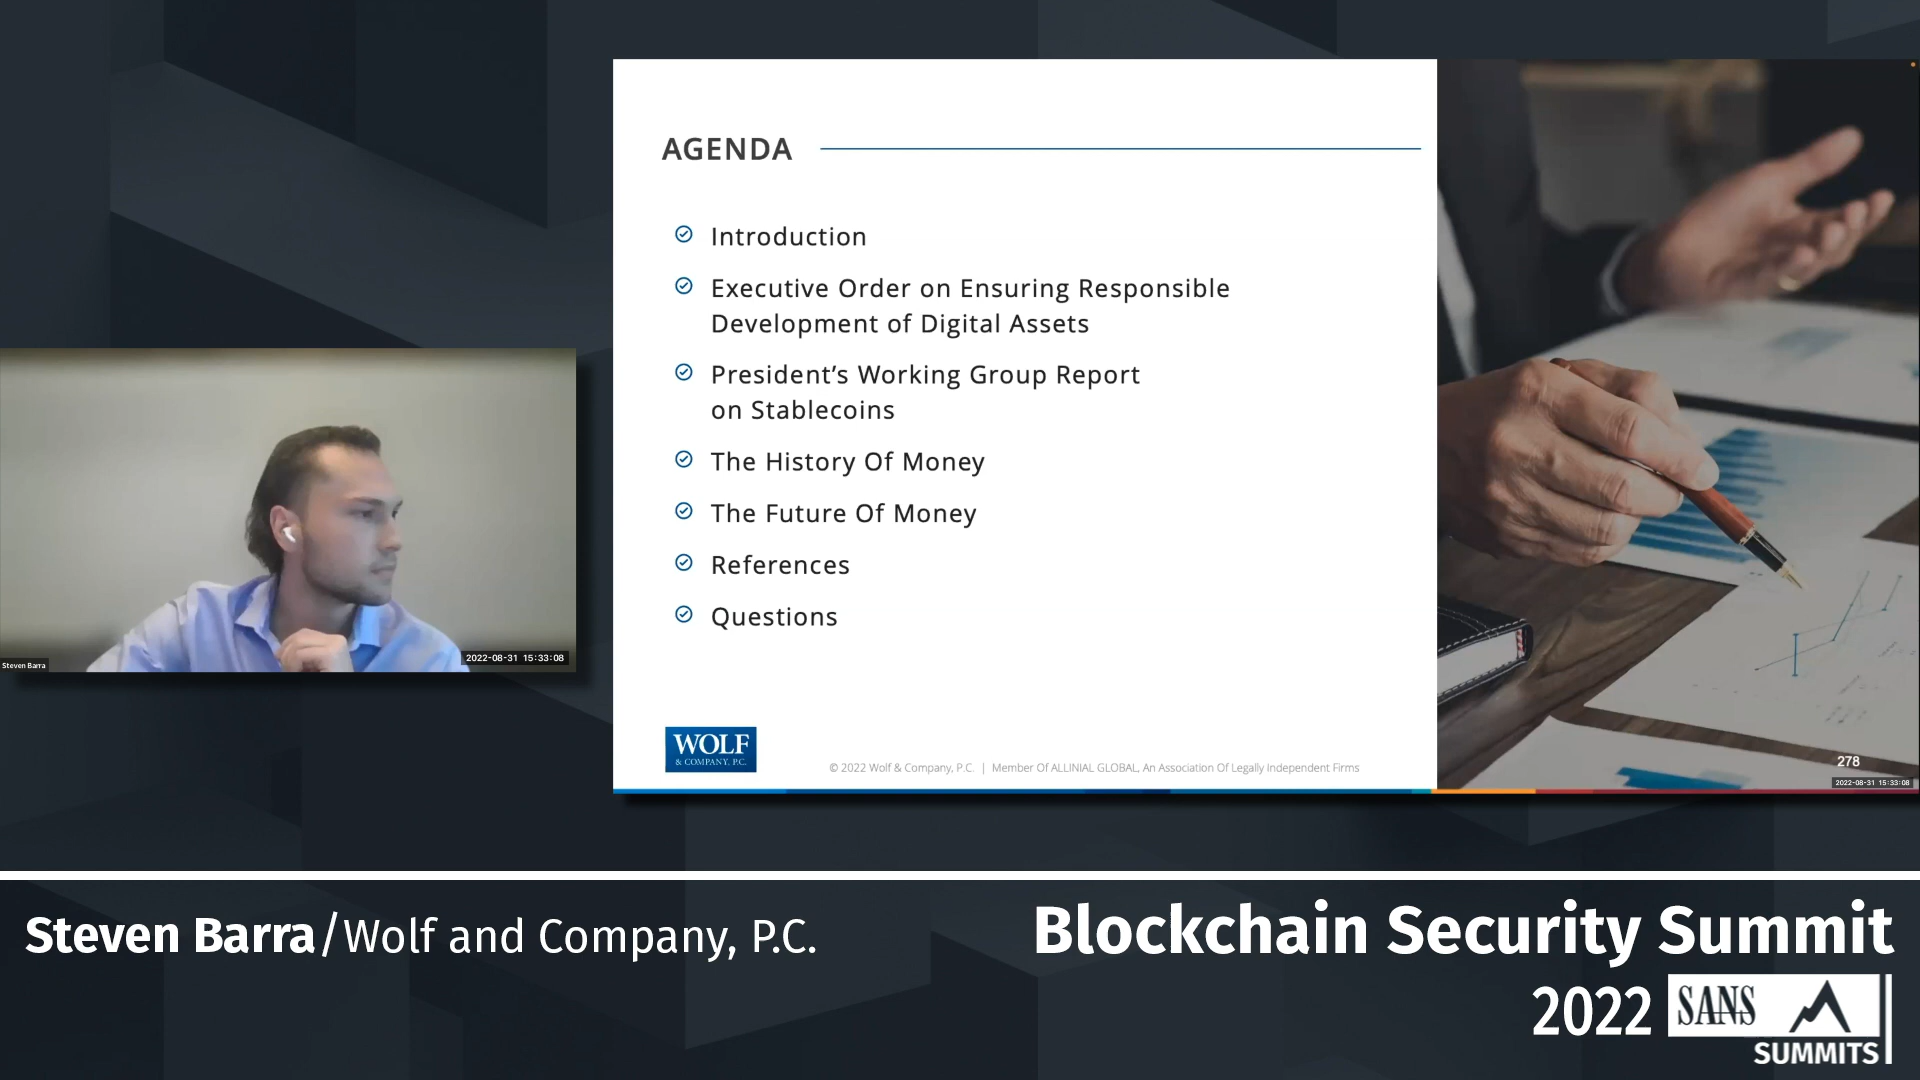 AGENDA
Introduction
Executive Order on Ensuring Responsible
Development of Digital Assets
President's Working Group Report
on Stablecoins
The History Of Money
The Future Of Money
References
Questions
WOLF
& COMPANY, P.C.
© 2022 Wolf & Company, P.C. | Member Of ALLINIAL GLOBAL, An Association Of Legally Independent Firms
278
2022-08-31 15:33:08
Steven Barra
2022-08-31 15:33:08
Steven Barra/Wolf and Company, P.C.
Blockchain Security Summit
2022
SANS
SUMMITS